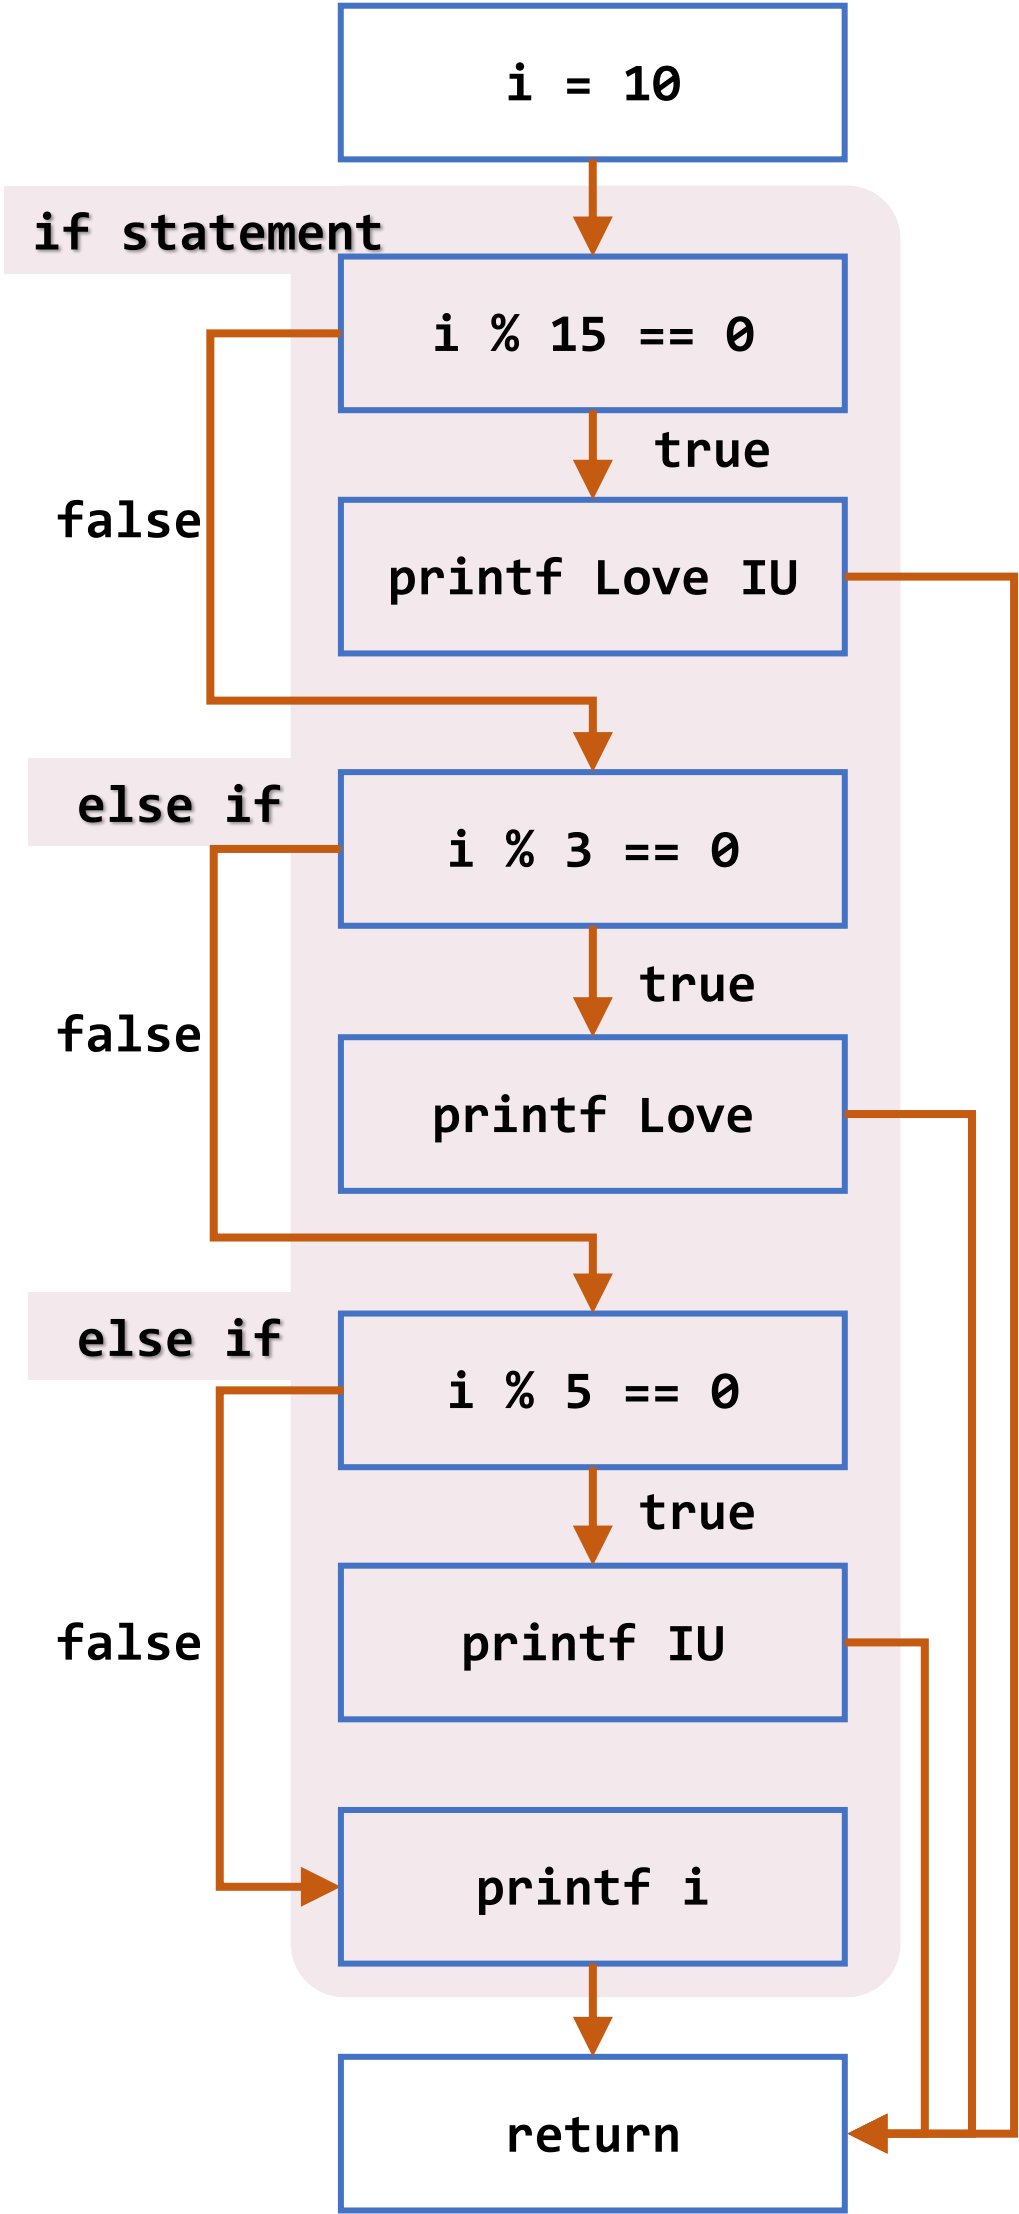 i = 10
if statement
i % 15 == 0
true
false
printf Love IU
else if
i % 3 == 0
true
false
printf Love
else if
i % 5 == 0
true
false
printf IU
printf i
return